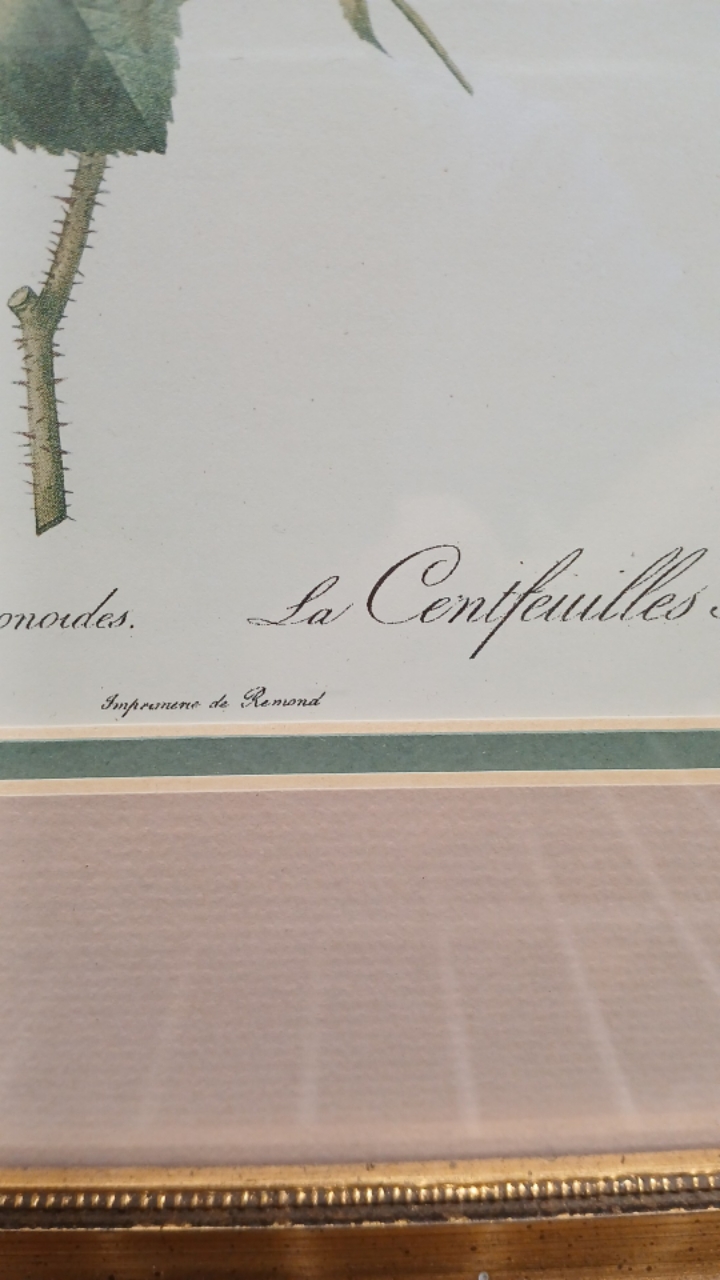 onoides. La Centfeuilles
Imprimerie de Remond